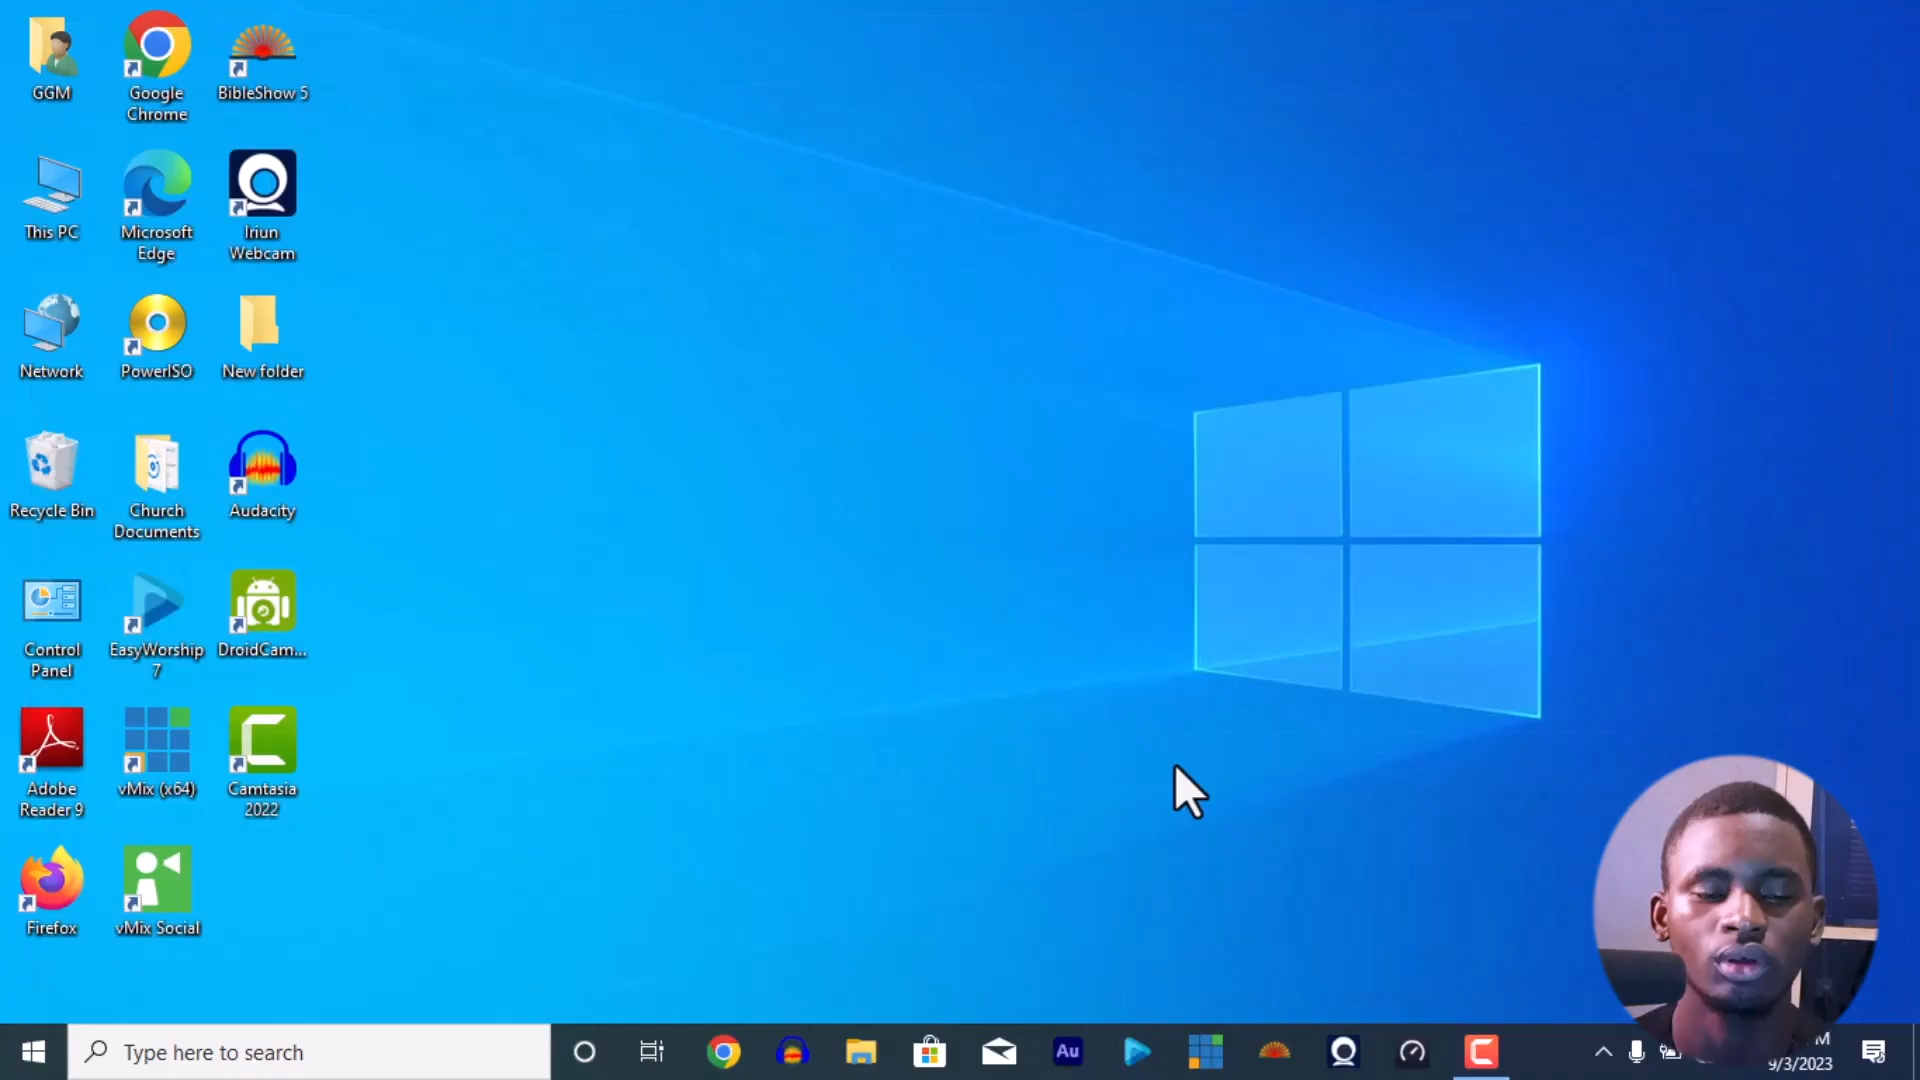 GGM
Google
Chrome
BibleShow 5
This PC
Microsoft
Edge
Iriun
Webcam
Network
PowerISO
New folder
Recycle Bin
Church
Documents
Audacity
Control
Panel
EasyWorship
7
DroidCam...
Adobe
Reader 9
vMix (x64)
Camtasia
2022
Firefox
vMix Social
Type here to search
Au
M
9/3/2023